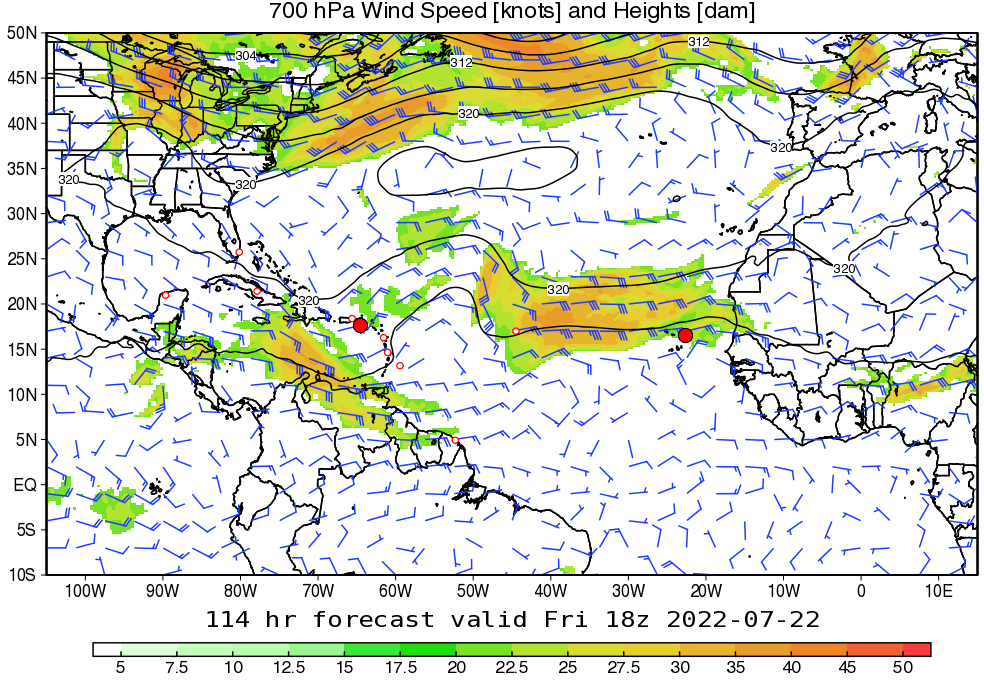 700 hPa Wind Speed [knots] and Heights [dam]
50N
45N
40N
35N
30N
25N
20N
15N
10N
5N
EQ
5S
10S
304
312
312
320
320
320
320
320
320
320
100W 90W 80W 70W 60W 50W 40W 30W 20W 10W 0 10E
114 hr forecast valid Fri 18z 2022-07-22
5 7.5 10 12.5 15 17.5 20 22.5 25 27.5 30 35 40 45 50